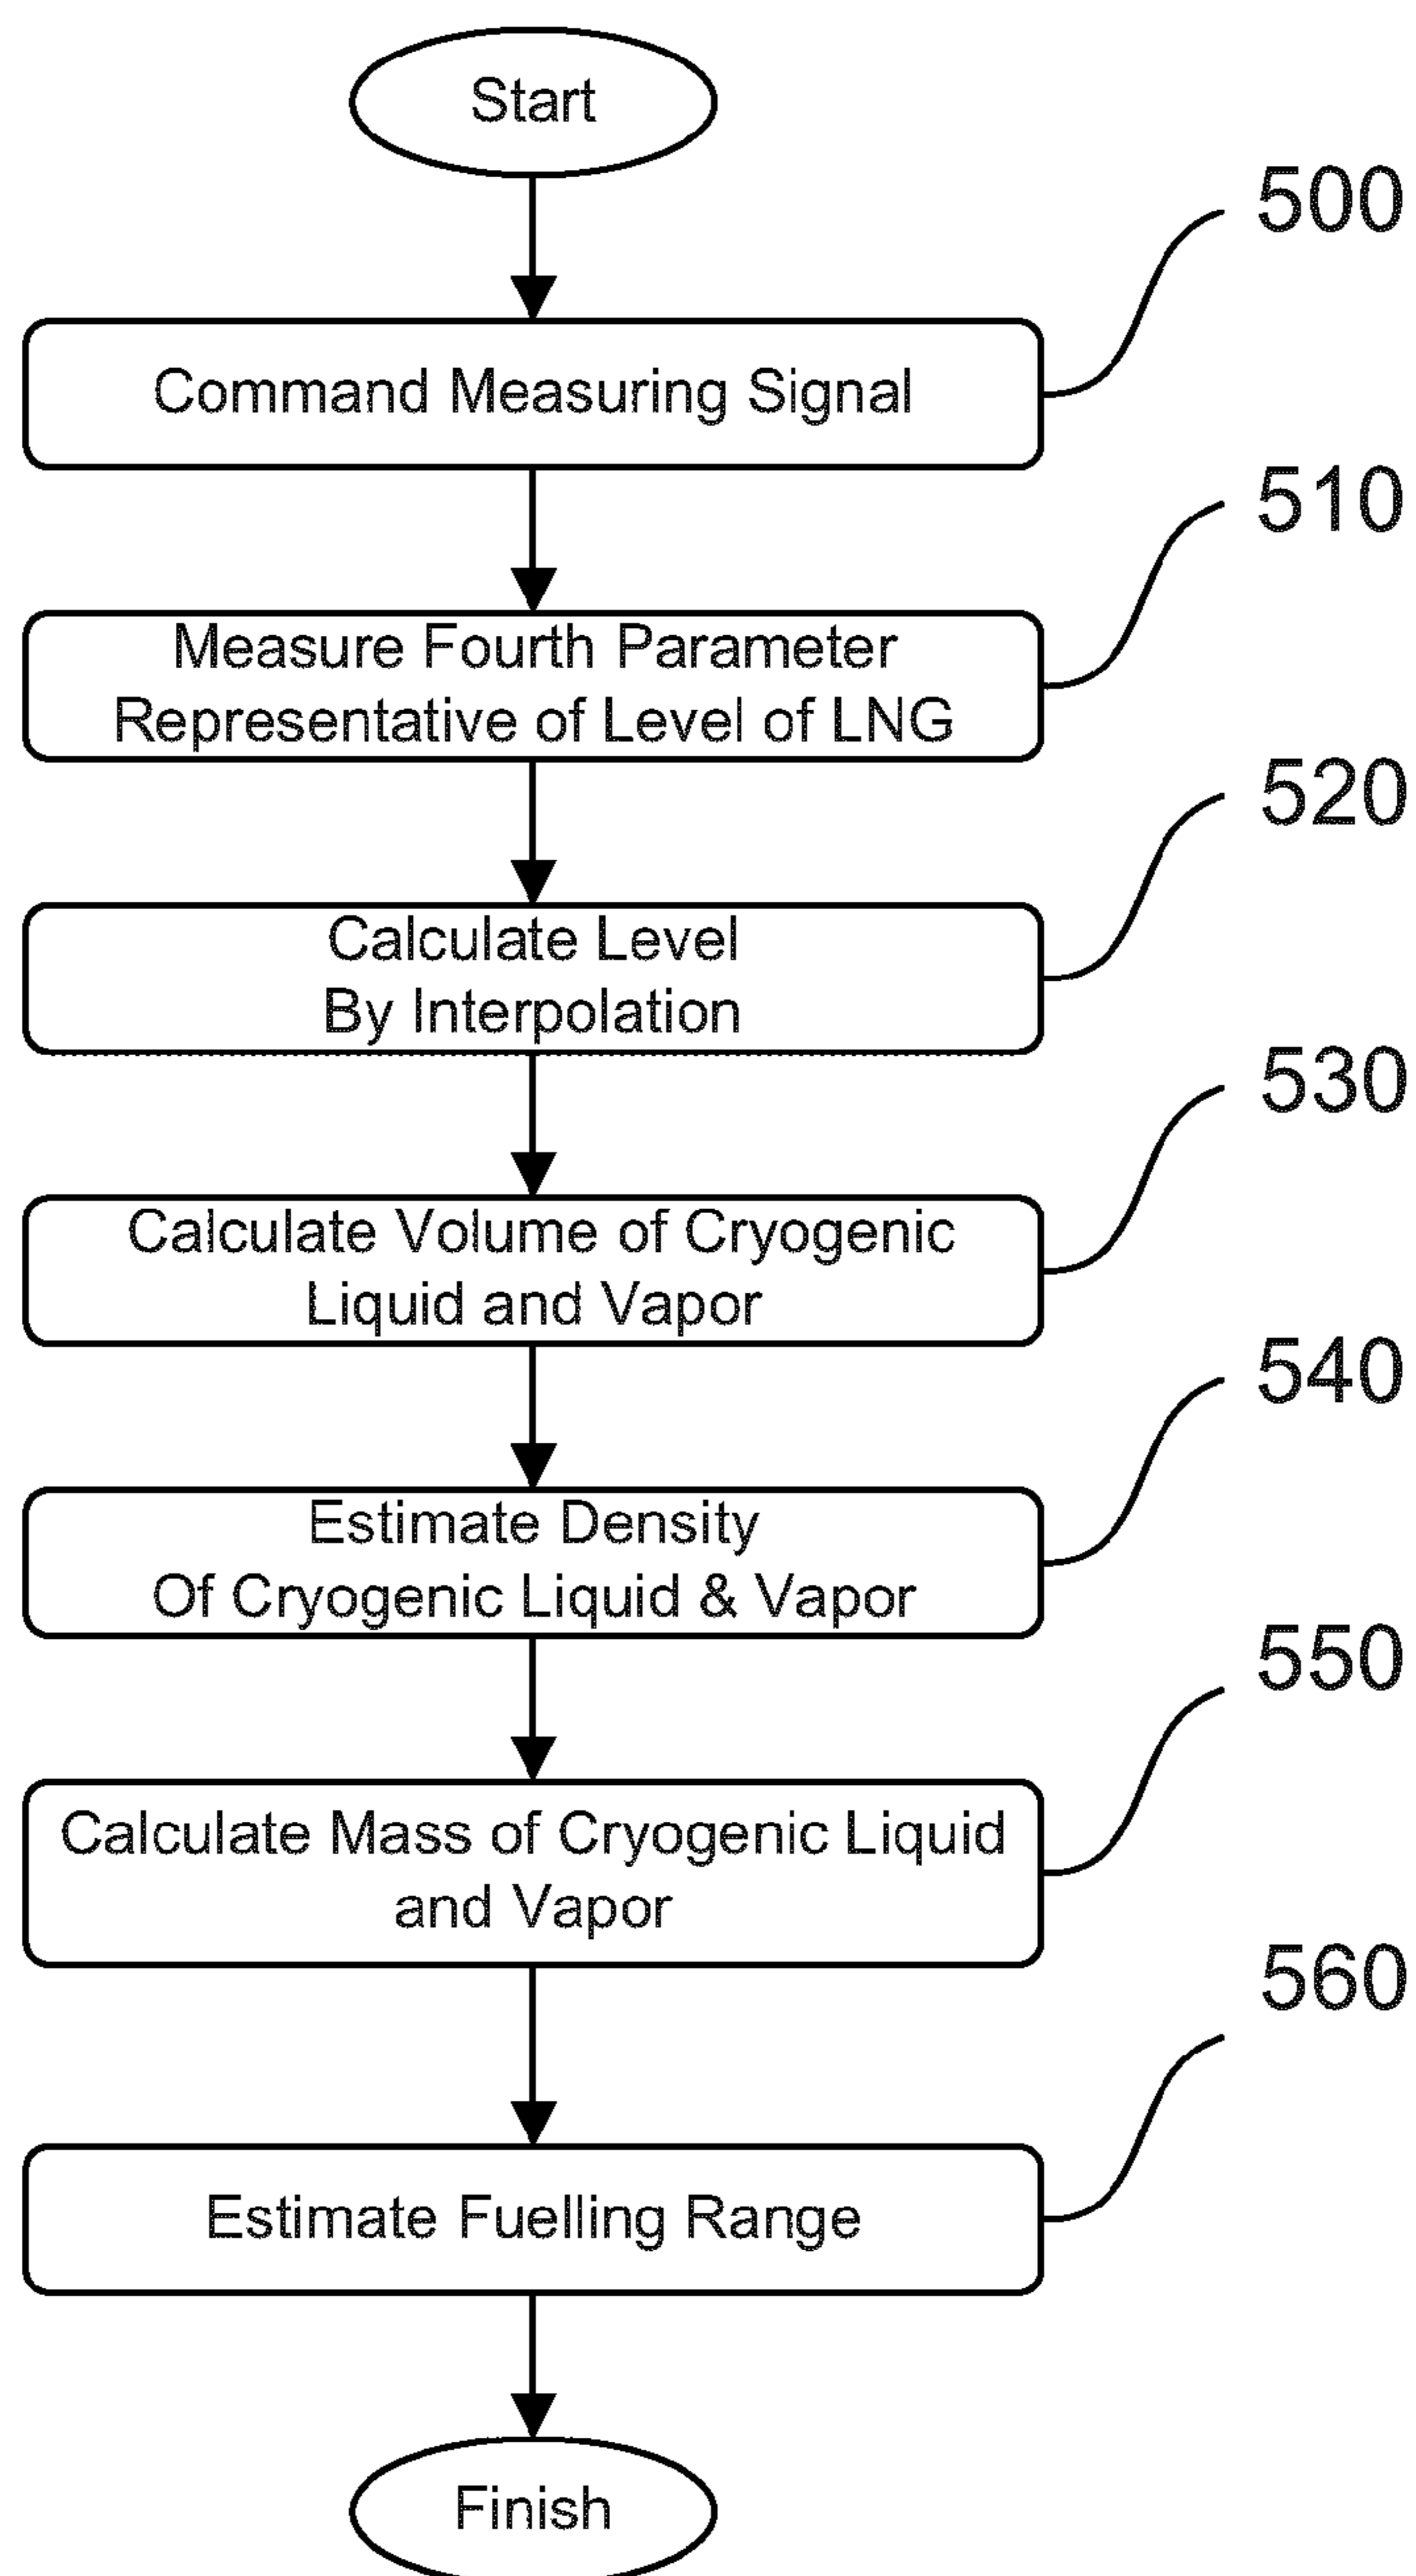 Start
500
Command Measuring Signal
510
Measure Fourth Parameter
Representative of Level of LNG
520
Calculate Level
By Interpolation
530
Calculate Volume of Cryogenic
Liquid and Vapor
540
Estimate Density
Of Cryogenic Liquid & Vapor
550
Calculate Mass of Cryogenic Liquid
and Vapor
560
Estimate Fuelling Range
Finish